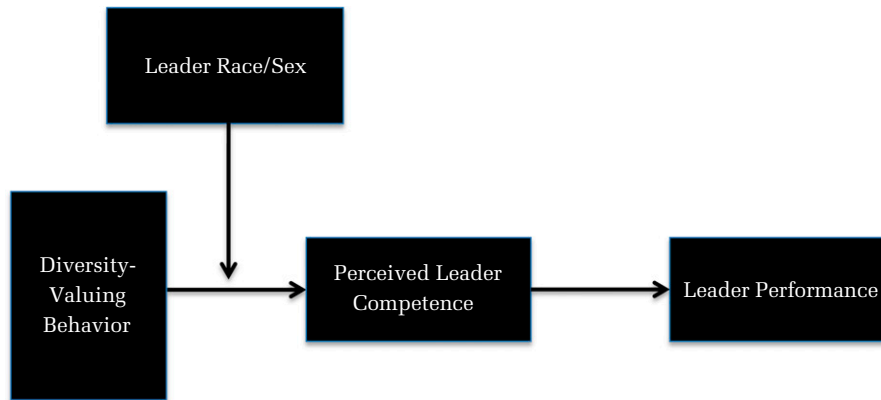 Leader Race/Sex
Diversity-
Valuing
Behavior
Perceived Leader
Competence
Leader Performance